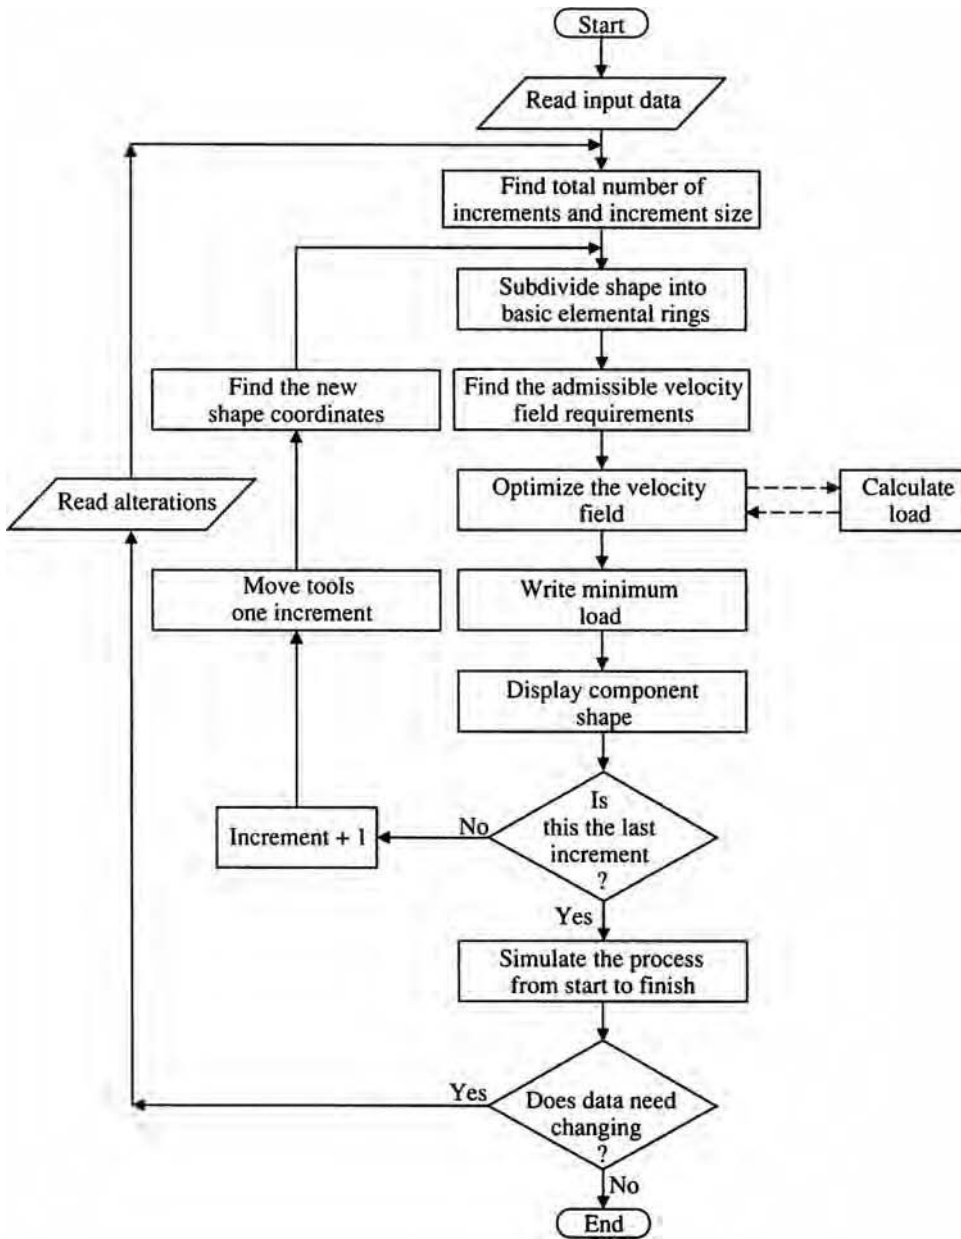 Start
Read input data
Find total number of
increments and increment size
Subdivide shape into
basic elemental rings
Find the new
shape coordinates
Find the admissible velocity
field requirements
Read alterations
Optimize the velocity
field
Calculate
load
Move tools
one increment
Write minimum
load
Display component
shape
Increment + 1
No
Is
this the last
increment
?
Yes
Simulate the process
from start to finish
Yes
Does data need
changing
?
No
End